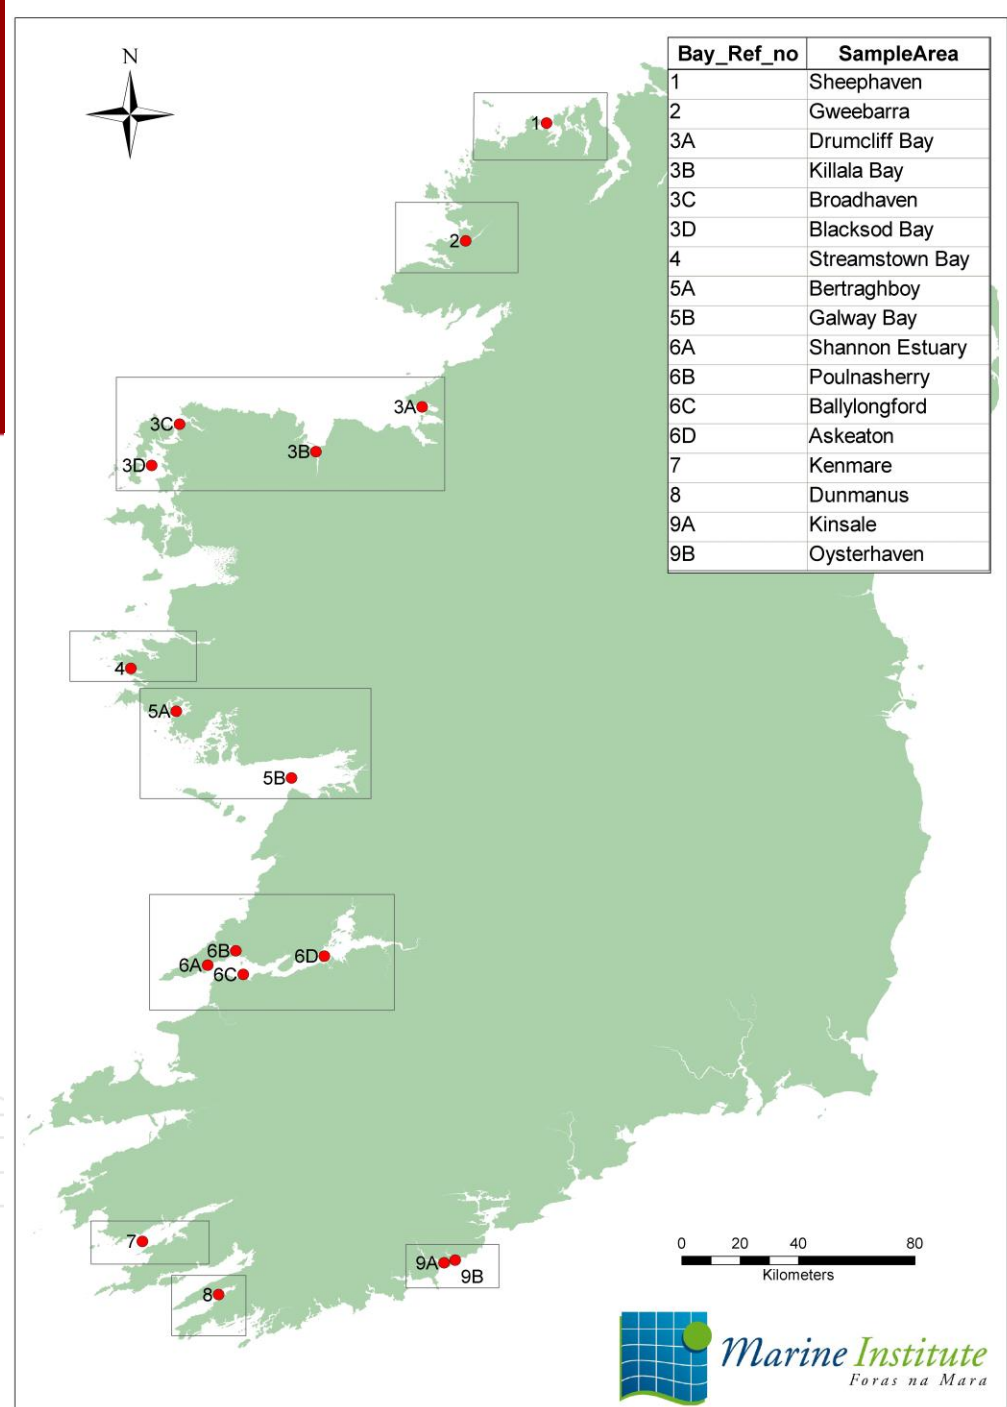 N
Bay_Ref_no SampleArea
1 Sheephaven
2 Gweebarra
3A Drumcliff Bay
3B Killala Bay
3C Broadhaven
3D Blacksod Bay
4 Streamstown Bay
5A Bertraghboy
5B Galway Bay
6A Shannon Estuary
6B Poulnasherry
6C Ballylongford
6D Askeaton
7 Kenmare
8 Dunmanus
9A Kinsale
9B Oysterhaven
1
2
3A
3C
3B
3D
4
5A
5B
6B
6D
6A
6C
7
9A
9B
8
0 20 40 80
Kilometers
Marine Institute
Foras na Mara